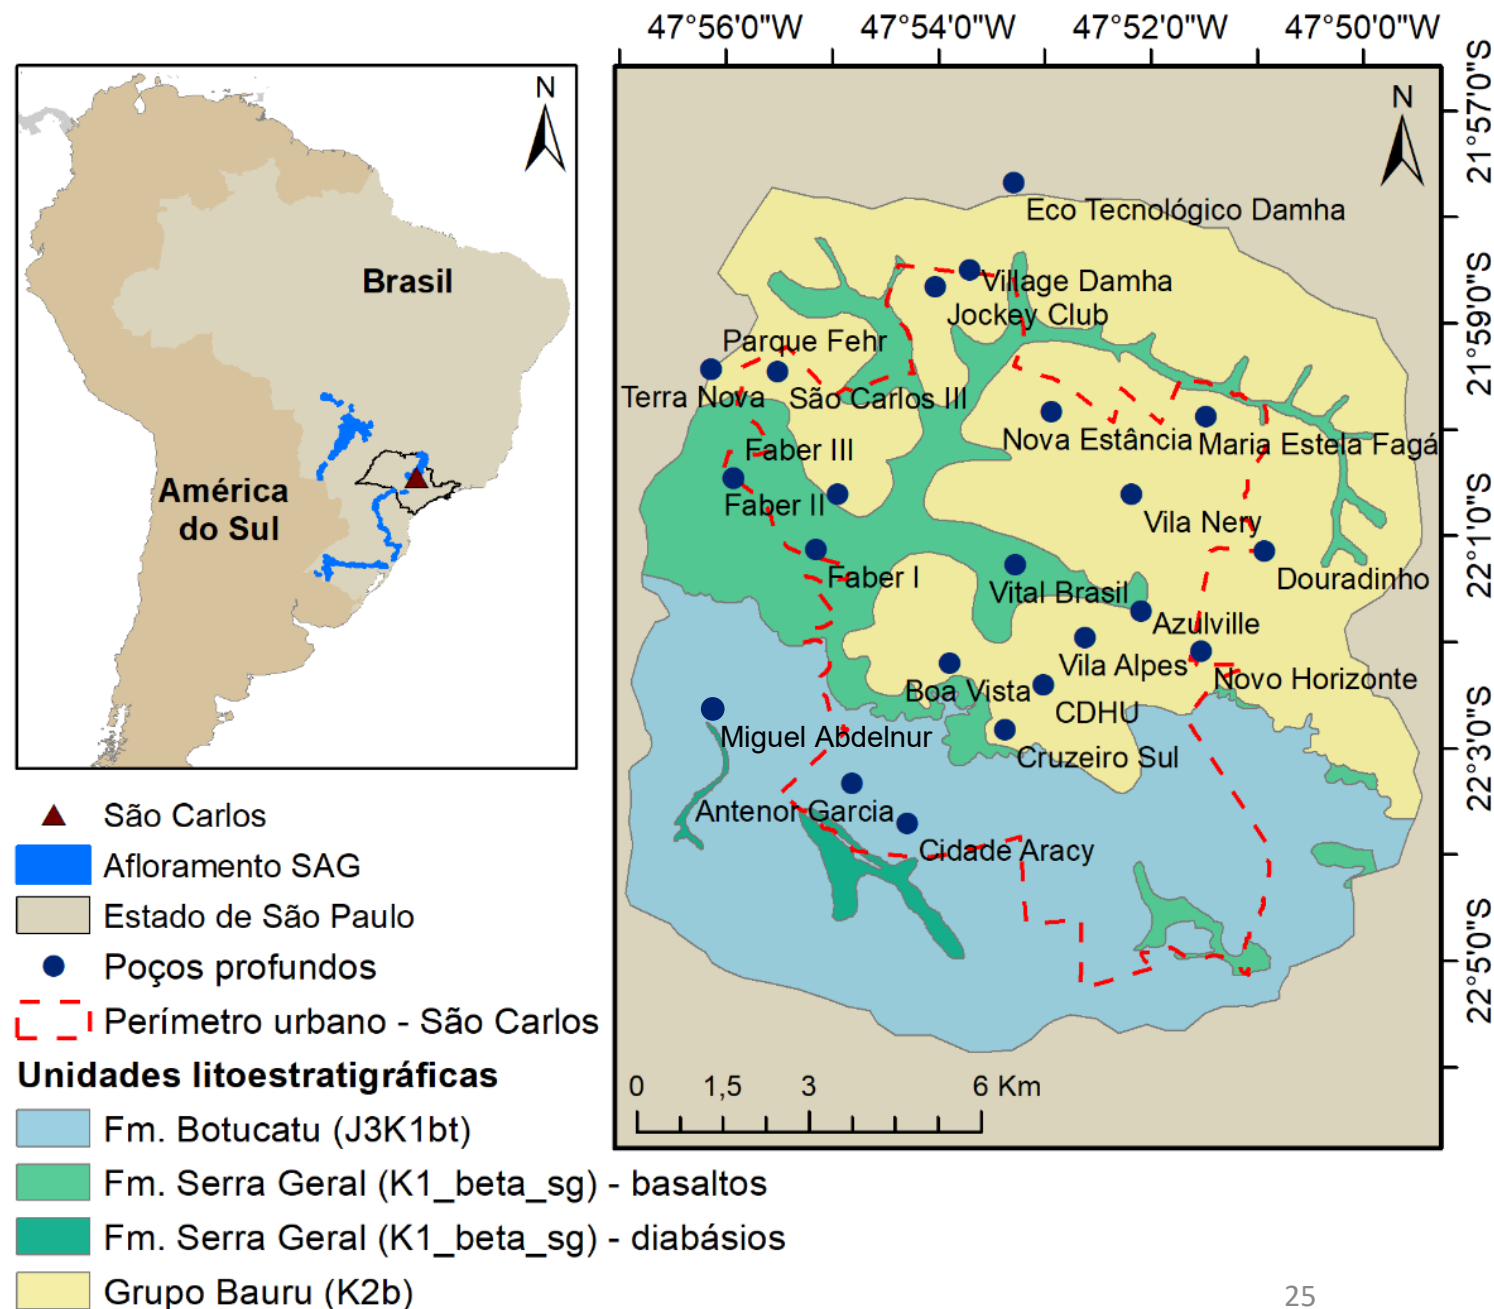 47°56'0"W
47°54'0"W
47°52'0"W
47°50'0"W
N
Brasil
América
do Sul
São Carlos
Afloramento SAG
Estado de São Paulo
Poços profundos
Perímetro urbano - São Carlos
Unidades litoestratigráficas
Fm. Botucatu (J3K1bt)
Fm. Serra Geral (K1_beta_sg) - basaltos
Fm. Serra Geral (K1_beta_sg) - diabásios
Grupo Bauru (K2b)
N
Eco Tecnológico Damha
Village Damha
Jockey Club
Parque Fehr
Terra Nova
São Carlos III
Nova Estância
Maria Estela Fagá
Faber III
Faber II
Vila Nery
Faber I
Vital Brasil
Douradinho
Azulville
Vila Alpes
Novo Horizonte
Boa Vista
CDHU
Miguel Abdelnur
Cruzeiro Sul
Antenor Garcia
Cidade Aracy
0 1,5 3 6 Km
21°57'0"S
21°59'0"S
22°1'0"S
22°3'0"S
22°5'0"S
25